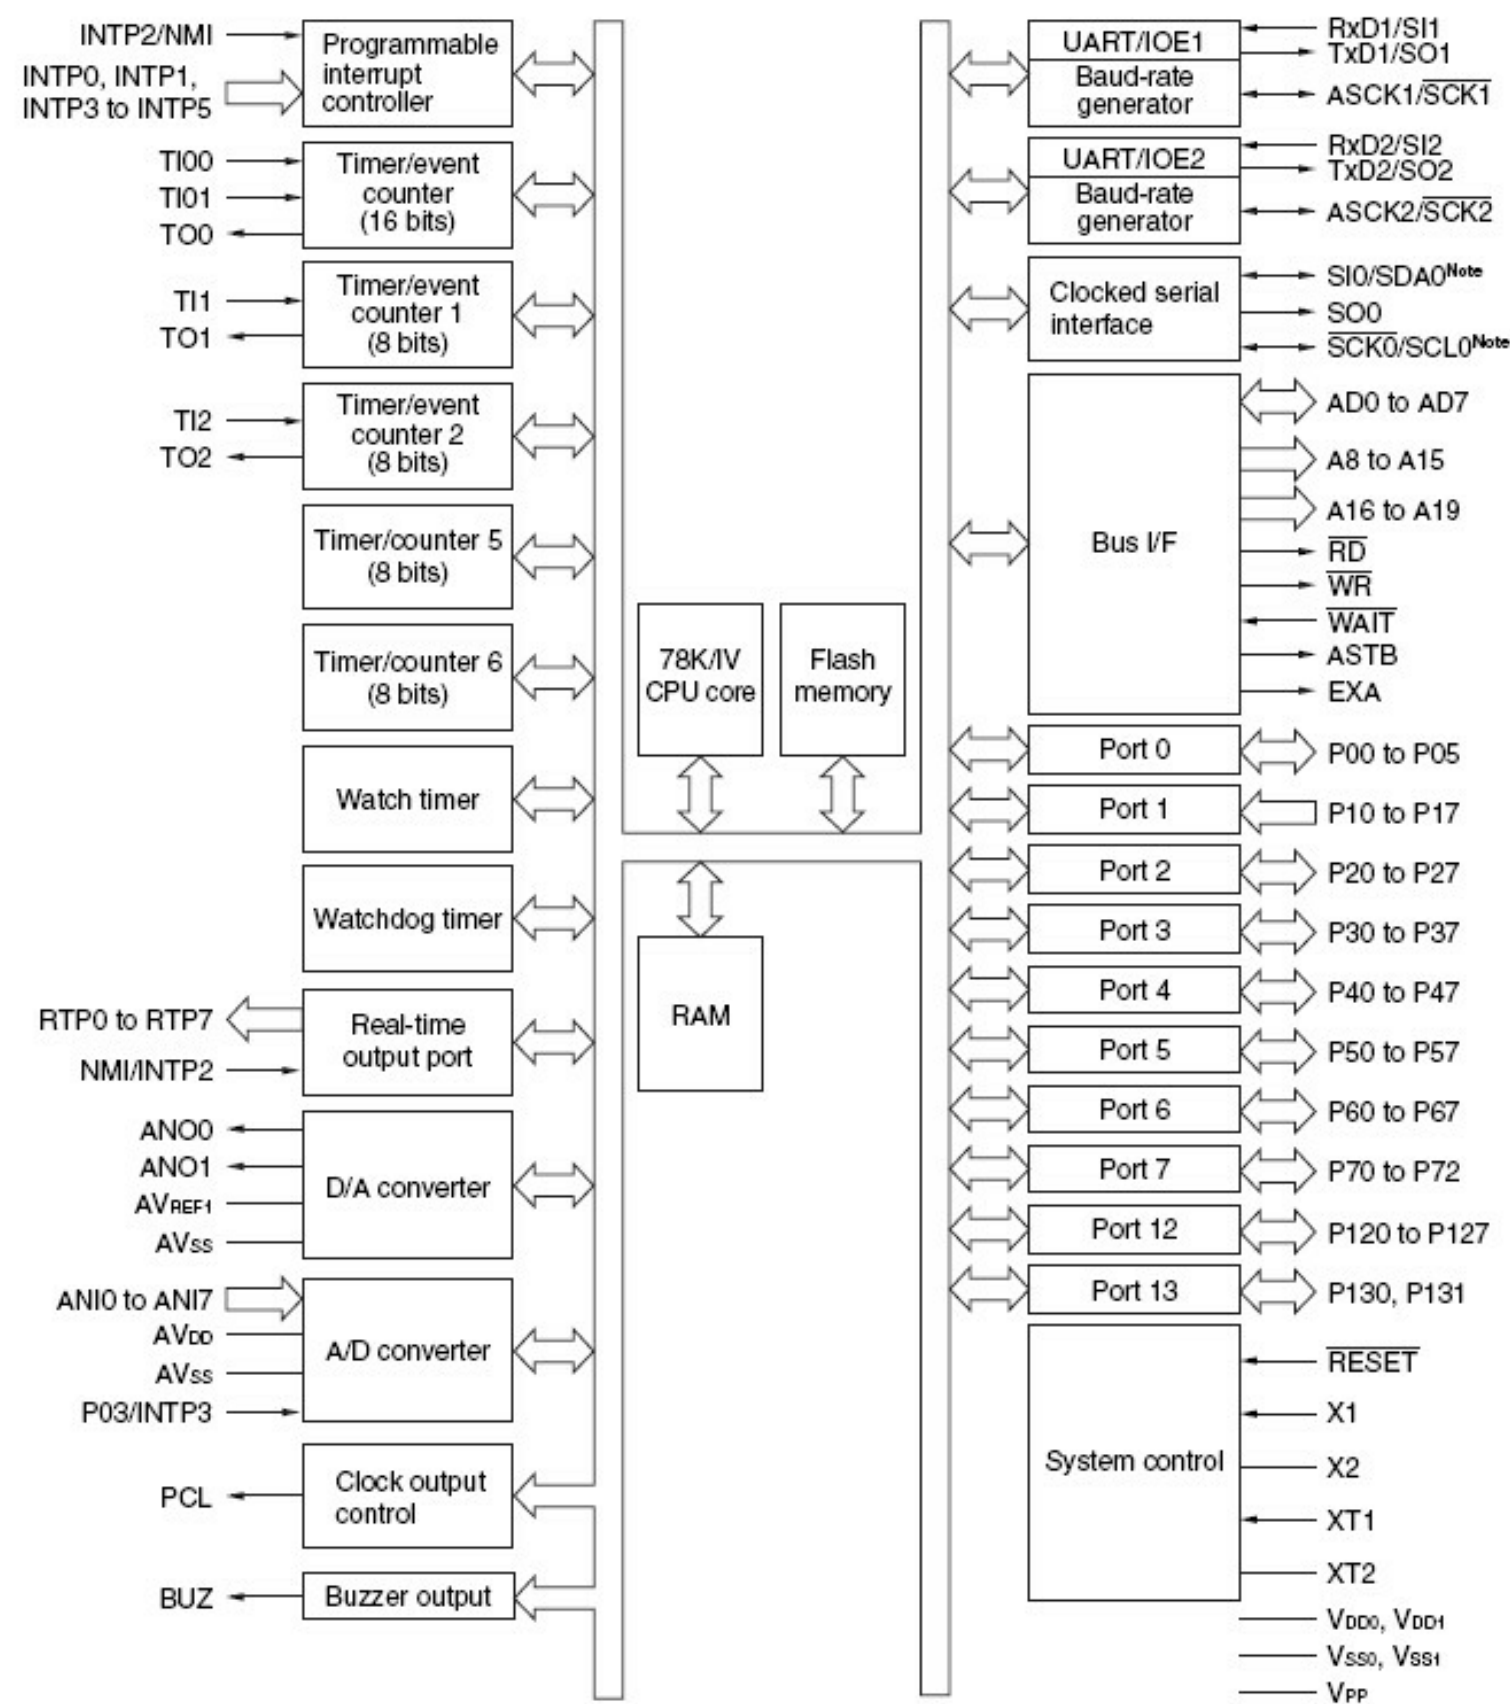 INTP2/NMI
INTP0, INTP1,
INTP3 to INTP5
Programmable
interrupt
controller
TI00
TI01
TO0
Timer/event
counter
(16 bits)
TI1
TO1
Timer/event
counter 1
(8 bits)
TI2
TO2
Timer/event
counter 2
(8 bits)
Timer/counter 5
(8 bits)
Timer/counter 6
(8 bits)
Watch timer
Watchdog timer
RTP0 to RTP7
NMI/INTP2
Real-time
output port
ANO0
ANO1
AVREF1
AVSS
D/A converter
ANI0 to ANI7
AVDD
AVSS
P03/INTP3
A/D converter
PCL
Clock output
control
BUZ
Buzzer output
78K/IV
CPU core
Flash
memory
RAM
UART/IOE1
Baud-rate
generator
RxD1/SI1
TxD1/SO1
ASCK1/SCK1
UART/IOE2
Baud-rate
generator
RxD2/SI2
TxD2/SO2
ASCK2/SCK2
Clocked serial
interface
SI0/SDA0Note
SO0
SCK0/SCL0Note
Bus I/F
AD0 to AD7
A8 to A15
A16 to A19
RD
WR
WAIT
ASTB
EXA
Port 0
P00 to P05
Port 1
P10 to P17
Port 2
P20 to P27
Port 3
P30 to P37
Port 4
P40 to P47
Port 5
P50 to P57
Port 6
P60 to P67
Port 7
P70 to P72
Port 12
P120 to P127
Port 13
P130, P131
System control
RESET
X1
X2
XT1
XT2
VDD0, VDD1
VSS0, VSS1
VPP